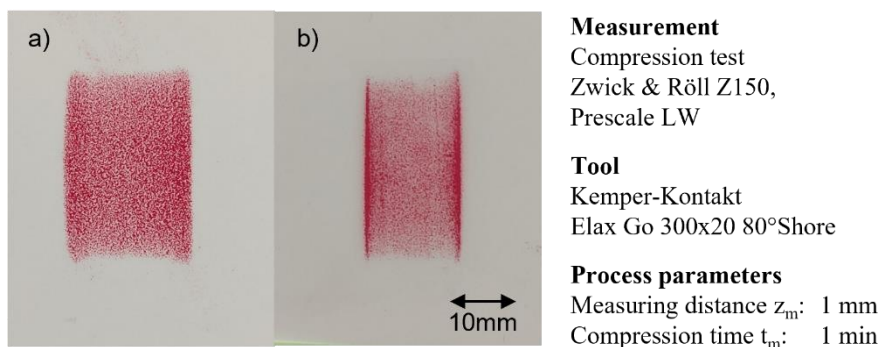 a)
b)
10mm
Measurement
Compression test
Zwick & Röll Z150,
Prescale LW
Tool
Kemper-Kontakt
Elax Go 300x20 80°Shore
Process parameters
Measuring distance zm: 1 mm
Compression time tm: 1 min